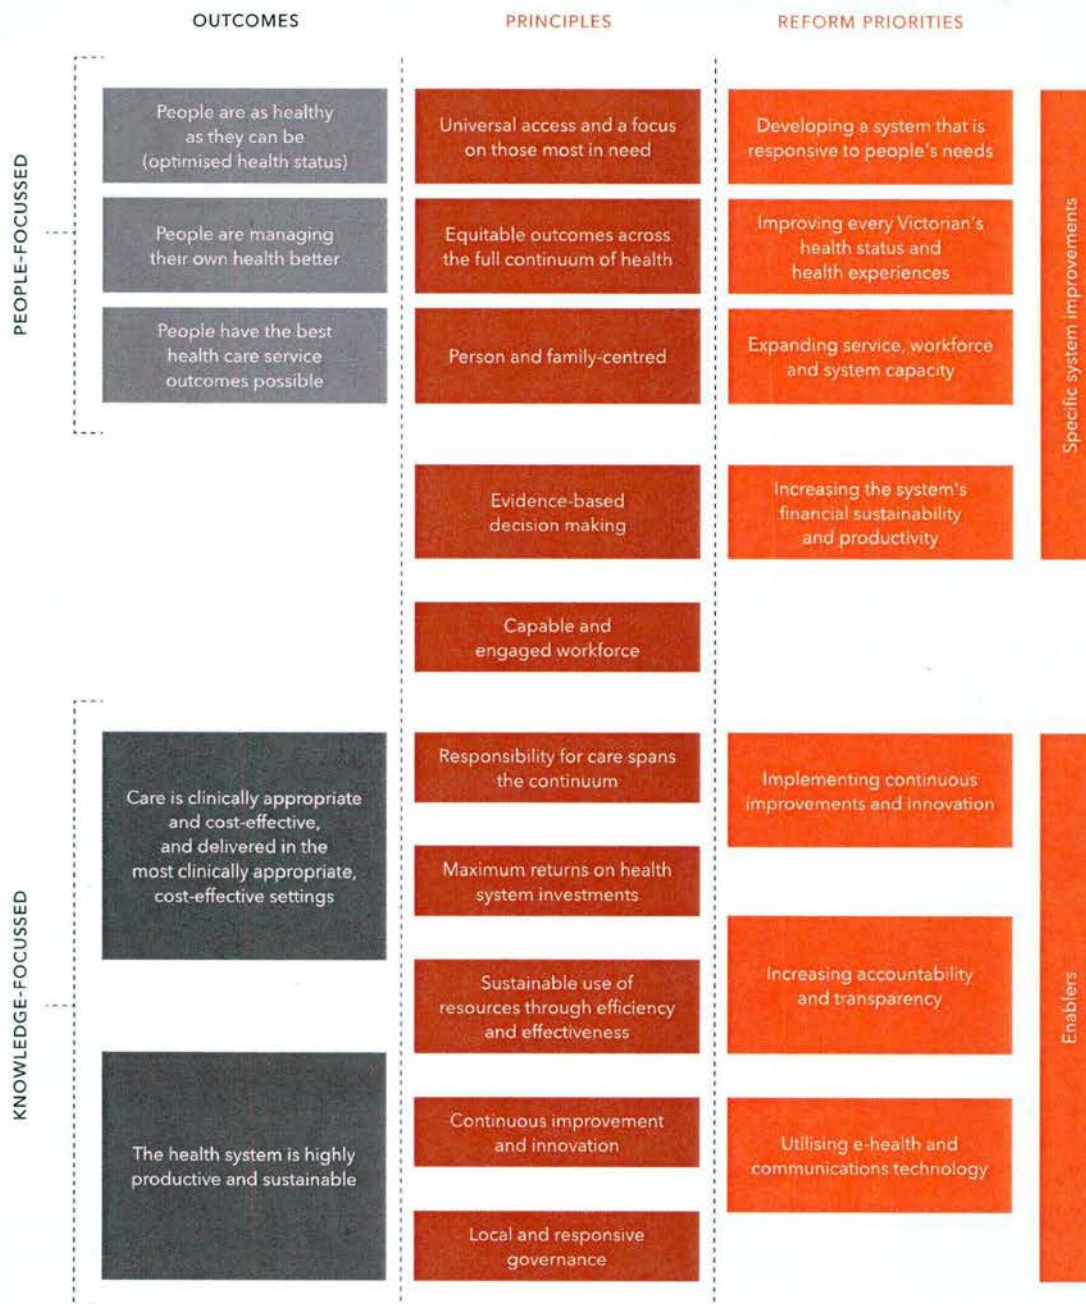 OUTCOMES
PRINCIPLES
REFORM PRIORITIES
PEOPLE-FOCUSSED
People are as healthy
as they can be
(optimised health status)
Universal access and a focus
on those most in need
Developing a system that is
responsive to people's needs
Specific system improvements
People are managing
their own health better
Equitable outcomes across
the full continuum of health
Improving every Victorian's
health status and
health experiences
People have the best
health care service
outcomes possible
Person and family-centred
Expanding service, workforce
and system capacity
Evidence-based
decision making
Increasing the system's
financial sustainability
and productivity
Capable and
engaged workforce
KNOWLEDGE-FOCUSSED
Care is clinically appropriate
and cost-effective,
and delivered in the
most clinically appropriate,
cost-effective settings
Responsibility for care spans
the continuum
Implementing continuous
improvements and innovation
Enablers
Maximum returns on health
system investments
Sustainable use of
resources through efficiency
and effectiveness
Increasing accountability
and transparency
The health system is highly
productive and sustainable
Continuous improvement
and innovation
Utilising e-health and
communications technology
Local and responsive
governance